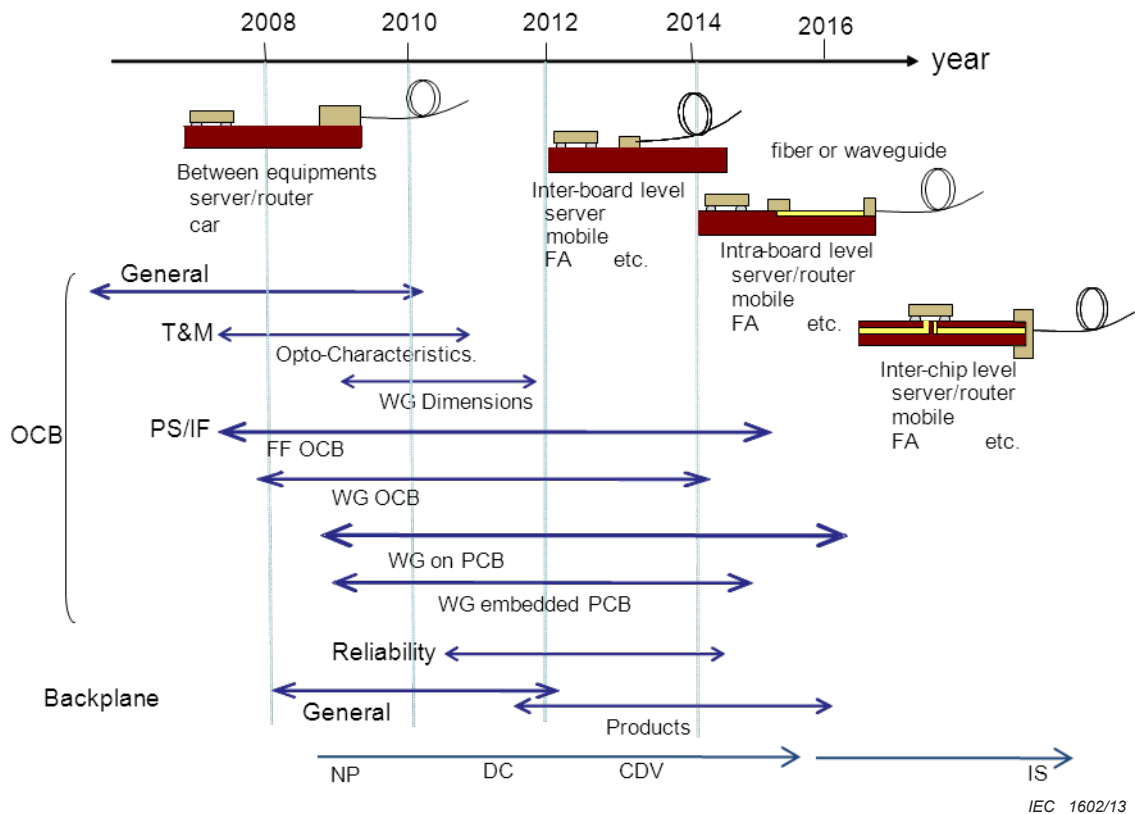 2008 2010 2012 2014 2016
year
Between equipments
server/router
car
Inter-board level
server
mobile
FA etc.
fiber or waveguide
Intra-board level
server/router
mobile
FA etc.
Inter-chip level
server/router
mobile
FA etc.
OCB
General
T&M
Opto-Characteristics.
WG Dimensions
PS/IF
FF OCB
WG OCB
WG on PCB
WG embedded PCB
Reliability
Backplane
General
Products
NP DC CDV IS
IEC 1602/13